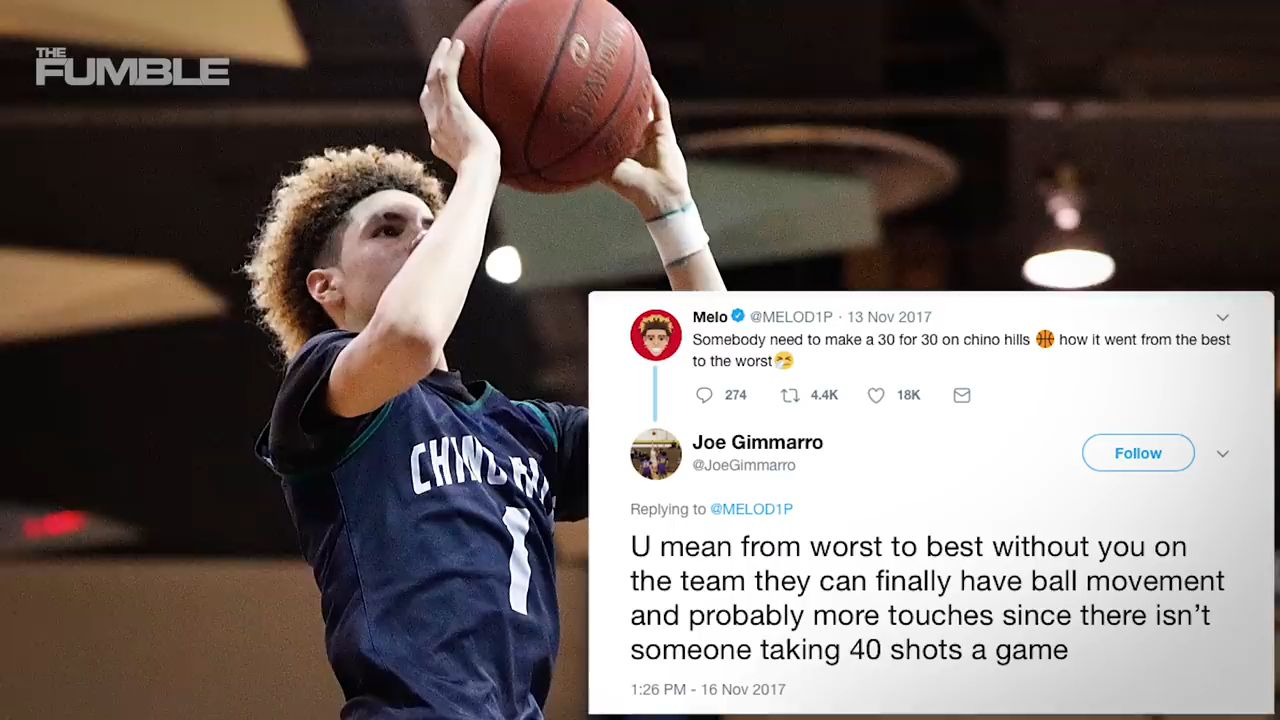 THE
FUMBLE
SPALDING
CHINO HI
1
Melo @MELOD1P · 13 Nov 2017
Somebody need to make a 30 for 30 on chino hills 🏀 how it went from the best
to the worst🤧
274 4.4K 18K
Joe Gimmarro
@JoeGimmarro
Follow
Replying to @MELOD1P
U mean from worst to best without you on
the team they can finally have ball movement
and probably more touches since there isn’t
someone taking 40 shots a game
1:26 PM - 16 Nov 2017